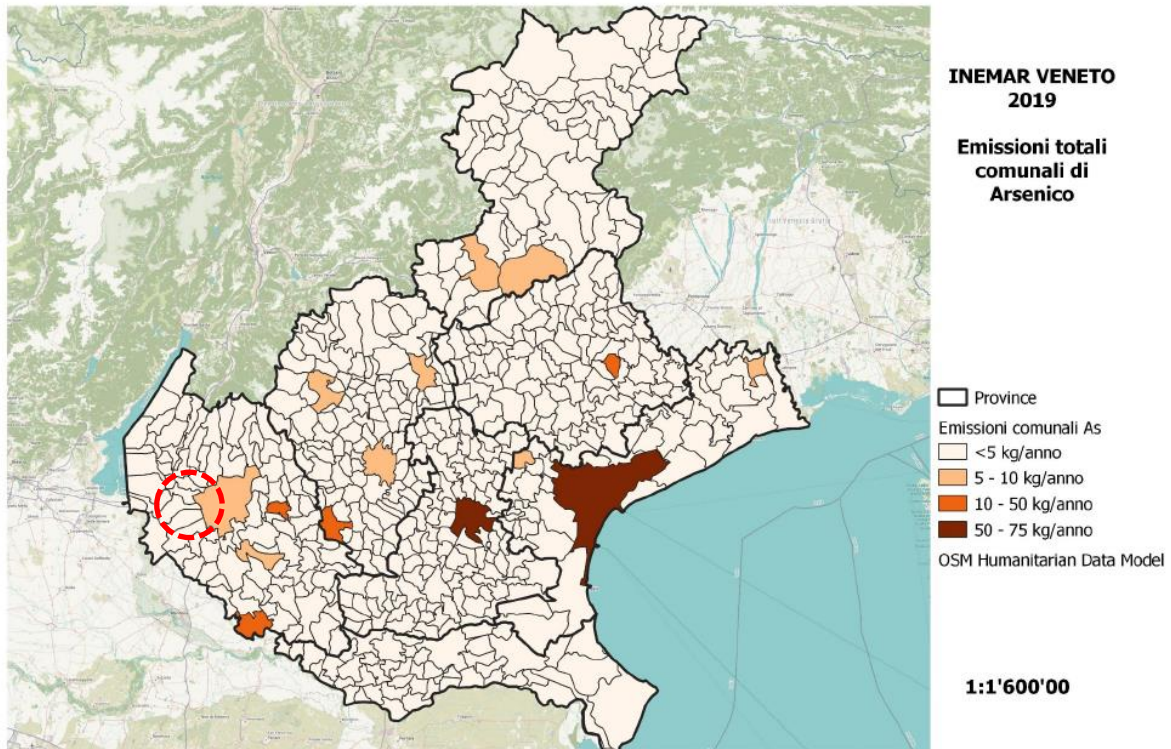 INEMAR VENETO
2019
Emissioni totali
comunali di
Arsenico
Province
Emissioni comunali As
<5 kg/anno
5 - 10 kg/anno
10 - 50 kg/anno
50 - 75 kg/anno
OSM Humanitarian Data Model
1:1'600'00